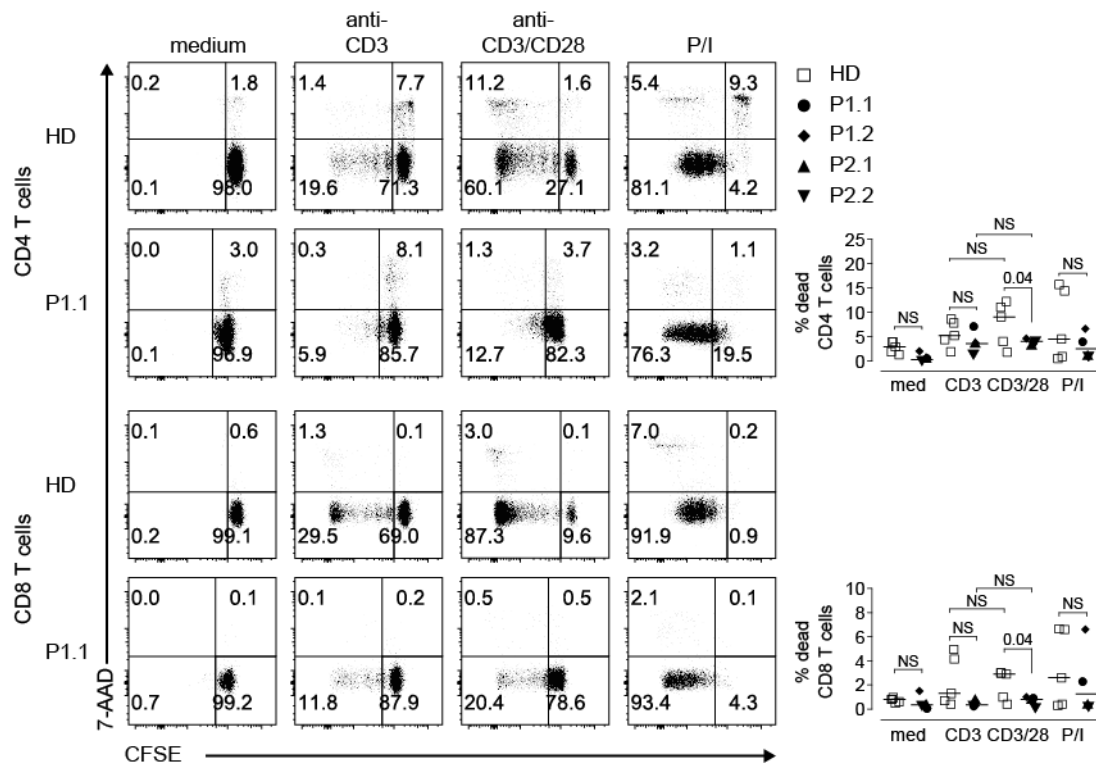 medium
anti-
CD3
anti-
CD3/CD28
P/I
CD4 T cells
HD
0.2 1.8
0.1 98.0
1.4 7.7
19.6 71.3
11.2 1.6
60.1 27.1
5.4 9.3
81.1 4.2
P1.1
0.0 3.0
0.1 96.9
0.3 8.1
5.9 85.7
1.3 3.7
12.7 82.3
3.2 1.1
76.3 19.5
CD8 T cells
HD
0.1 0.6
0.2 99.1
1.3 0.1
29.5 69.0
3.0 0.1
87.3 9.6
7.0 0.2
91.9 0.9
P1.1
0.0 0.1
0.7 99.2
0.1 0.2
11.8 87.9
0.5 0.5
20.4 78.6
2.1 0.1
93.4 4.3
7-AAD
CFSE
HD
P1.1
P1.2
P2.1
P2.2
% dead
CD4 T cells
25
20
15
10
5
0
NS
NS
NS
NS
0.04
NS
med CD3 CD3/28 P/I
% dead
CD8 T cells
10
8
6
4
2
0
NS
NS
NS
NS
0.04
NS
med CD3 CD3/28 P/I